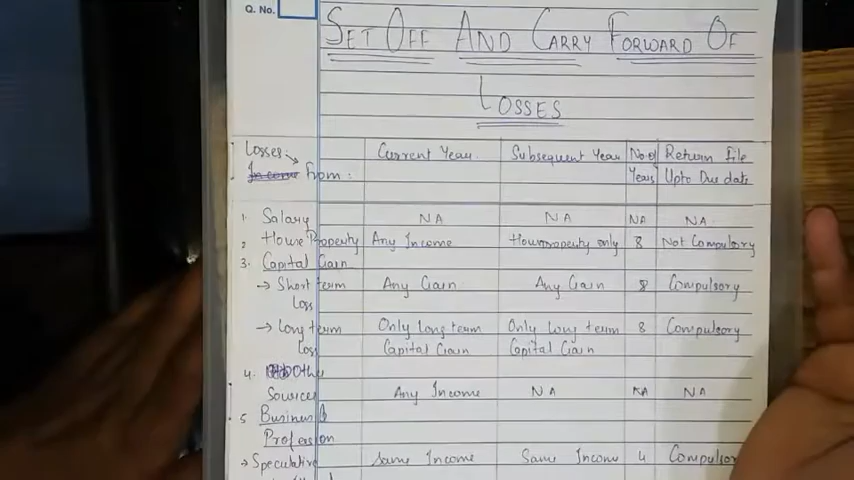 Q. No.
SET OFF AND CARRY FORWARD OF
LOSSES
Losses Current Year Subsequent Year No of Return File
from: Years Upto Due date
1. Salary NA NA NA NA
2. House Property Any Income House property only 8 Not Compulsory
3. Capital Gain
→ Short term Any Gain Any Gain 8 Compulsory
Loss
→ Long term Only Long term Only Long term 8 Compulsory
Loss Capital Gain Capital Gain
4. Other
Sources Any Income NA NA NA
5 Business
Profession
→ Speculative Same Income Same Income 4 Compulsory